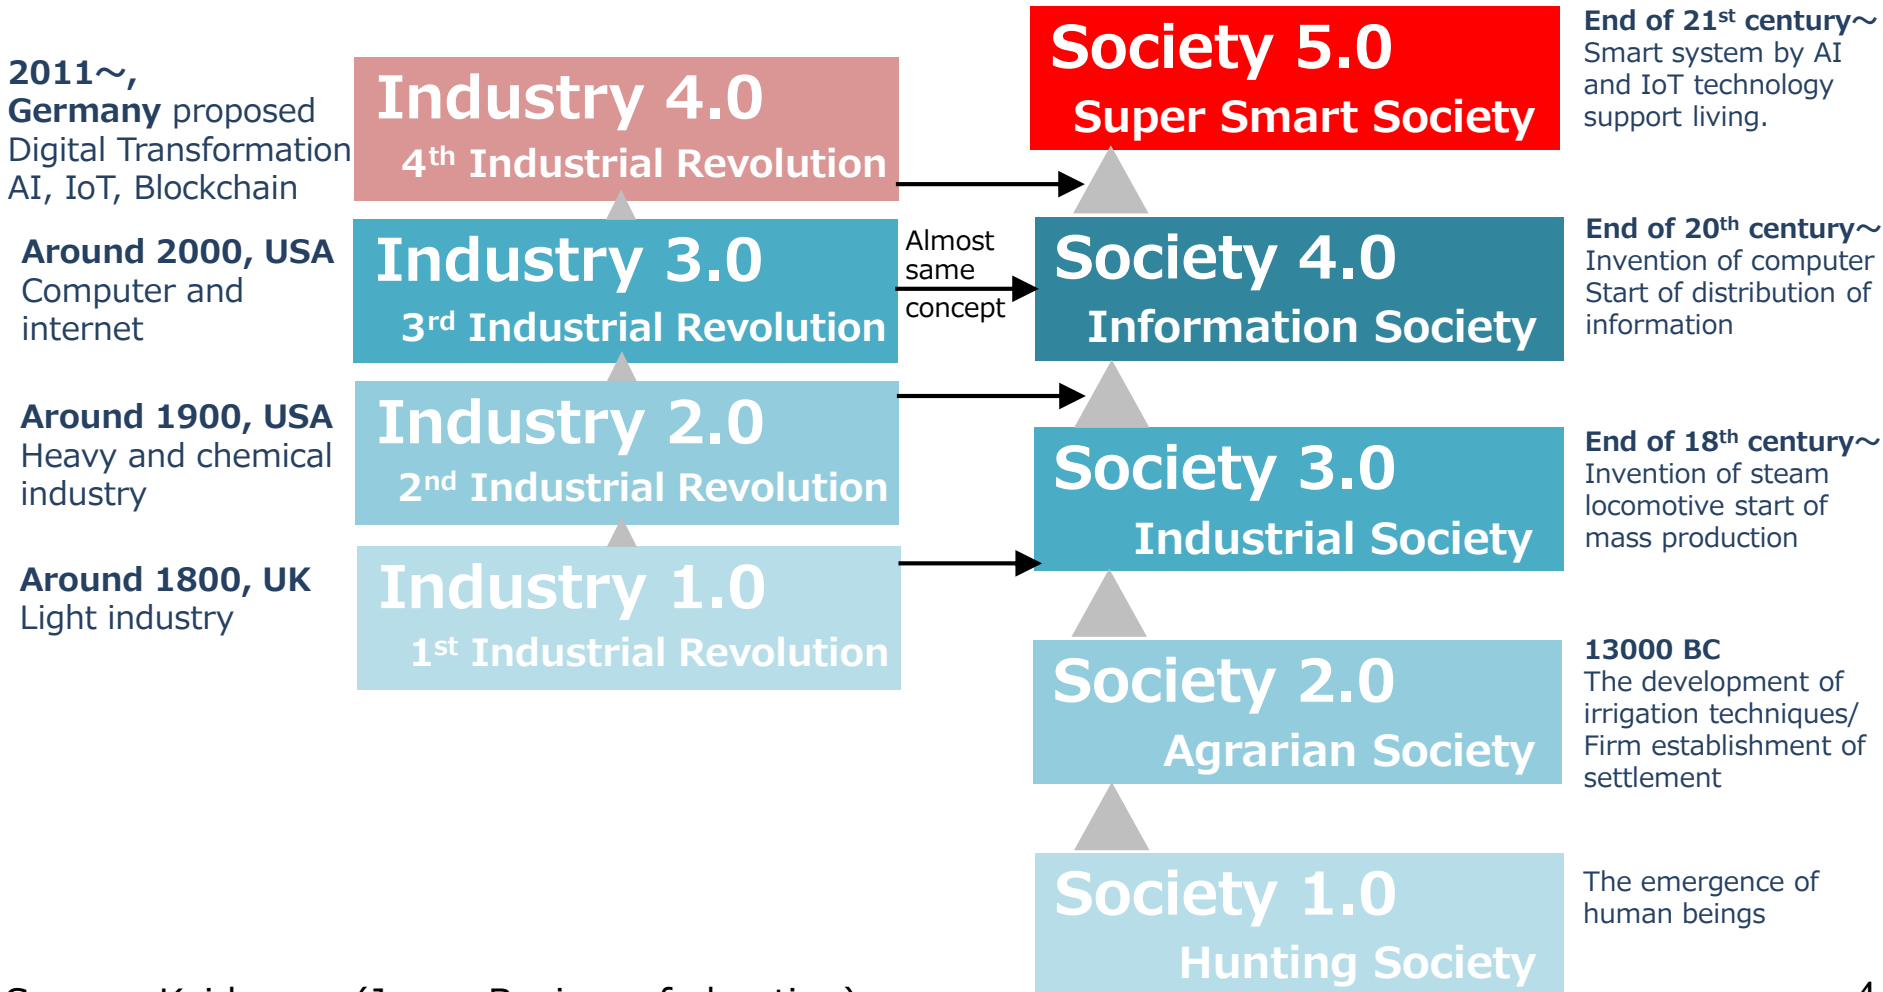 2011～,
Germany proposed
Digital Transformation
AI, IoT, Blockchain
Industry 4.0
4th Industrial Revolution
Around 2000, USA
Computer and
internet
Industry 3.0
3rd Industrial Revolution
Around 1900, USA
Heavy and chemical
industry
Industry 2.0
2nd Industrial Revolution
Around 1800, UK
Light industry
Industry 1.0
1st Industrial Revolution
Almost
same
concept
Society 5.0
Super Smart Society
End of 21st century～
Smart system by AI
and IoT technology
support living.
Society 4.0
Information Society
End of 20th century～
Invention of computer
Start of distribution of
information
Society 3.0
Industrial Society
End of 18th century～
Invention of steam
locomotive start of
mass production
Society 2.0
Agrarian Society
13000 BC
The development of
irrigation techniques/
Firm establishment of
settlement
Society 1.0
Hunting Society
The emergence of
human beings